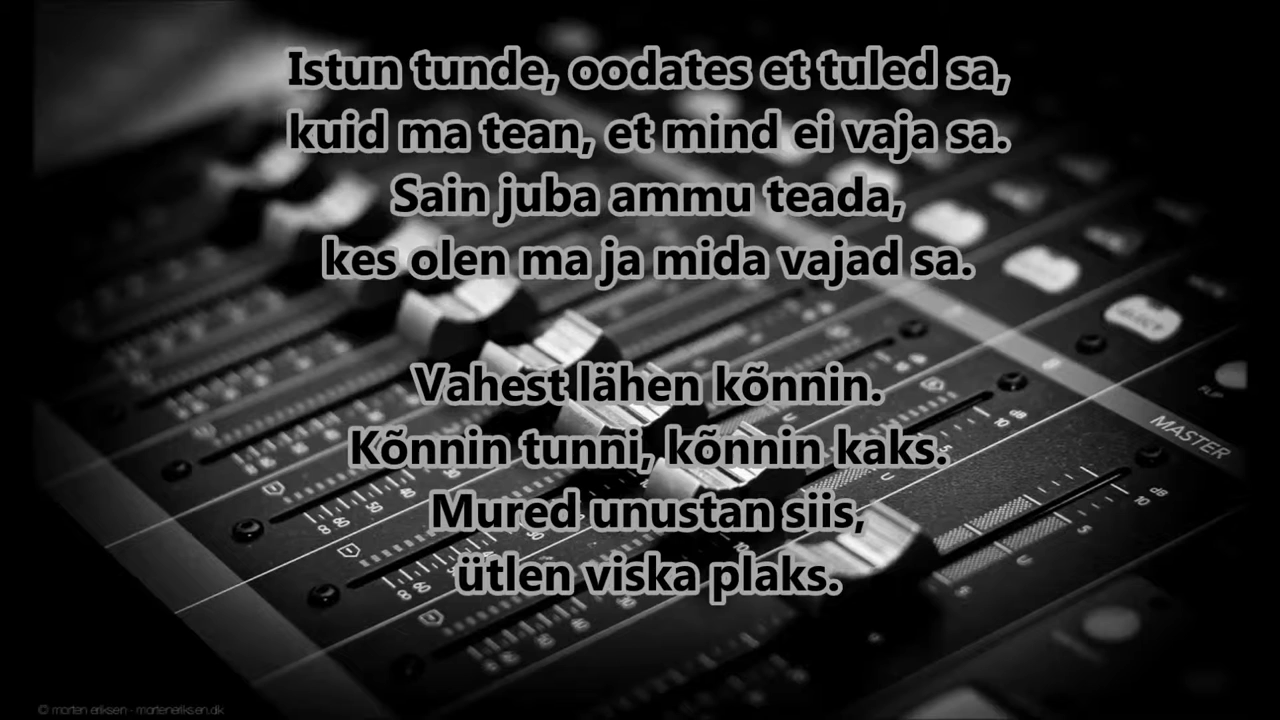 Istun tunde, oodates et tuled sa,
kuid ma tean, et mind ei vaja sa.
Sain juba ammu teada,
kes olen ma ja mida vajad sa.
Vahest lähen kõnnin.
Kõnnin tunni, kõnnin kaks.
Mured unustan siis,
ütlen viska plaks.
MASTER
FLIP
© morten eriksen - morteneriksen.dk